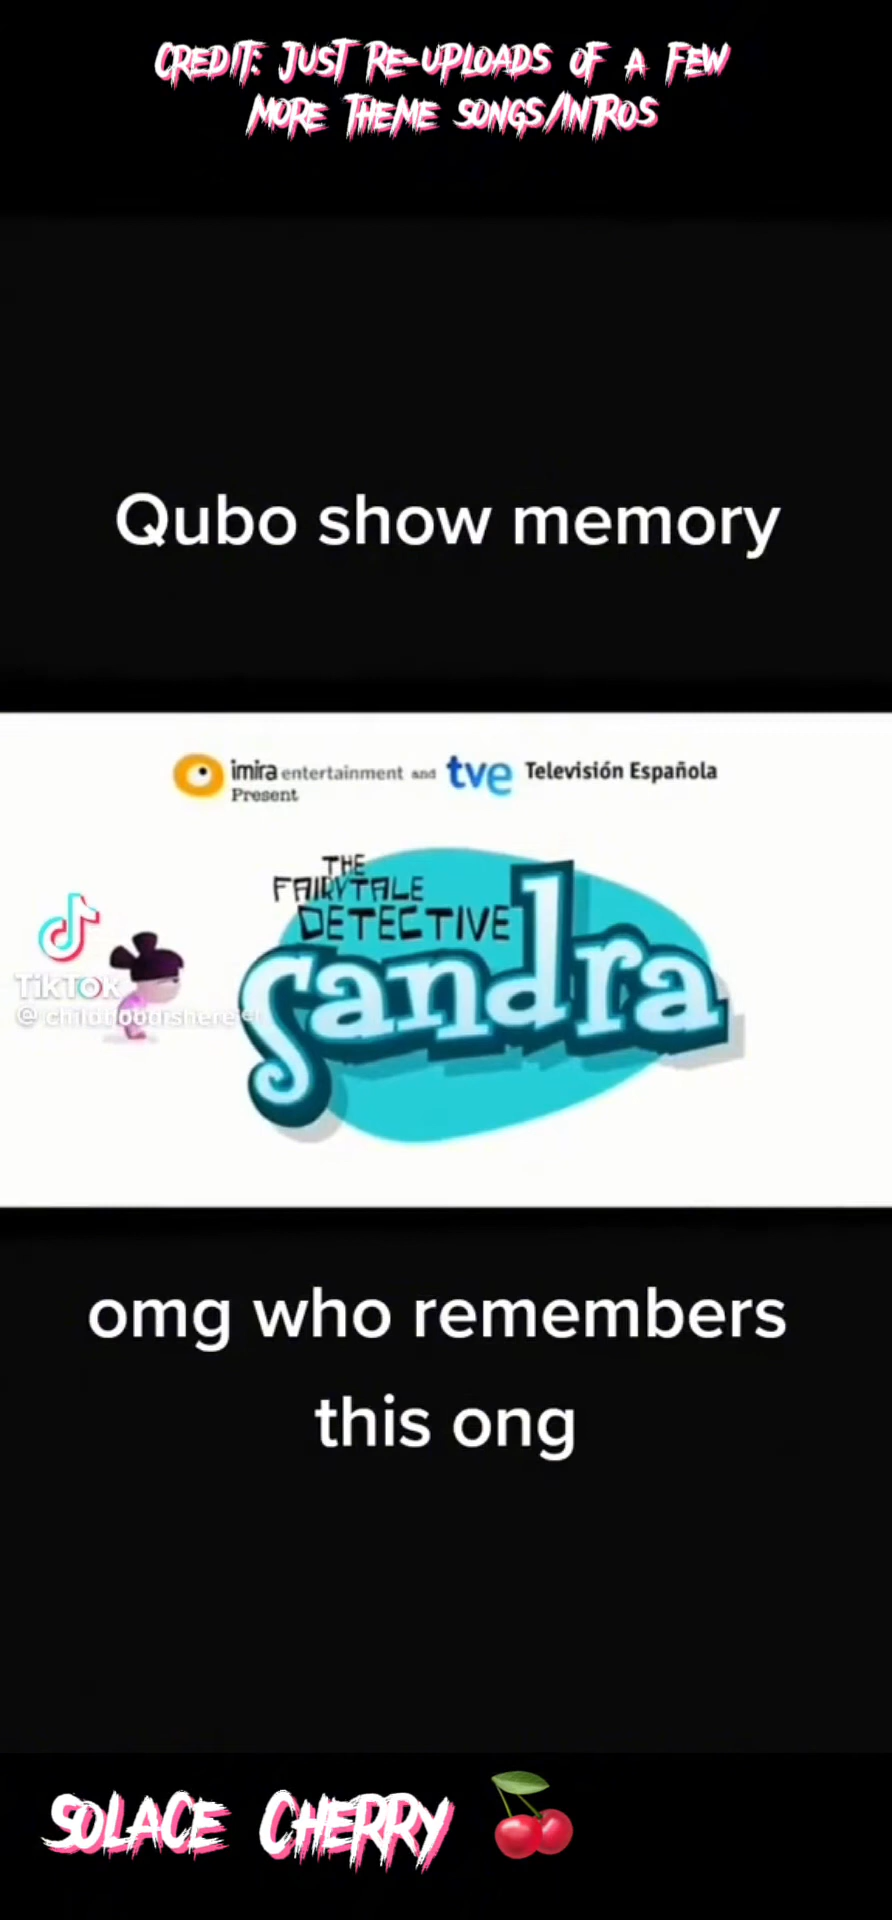 CREDIT: JUST RE-UPLOADS OF A FEW
MORE THEME SONGS/INTROS
Qubo show memory
imira entertainment and tve Televisión Española
Present
THE
FAIRYTALE
DETECTIVE
Sandra
TikTok
omg who remembers
this ong
SOLACE CHERRY